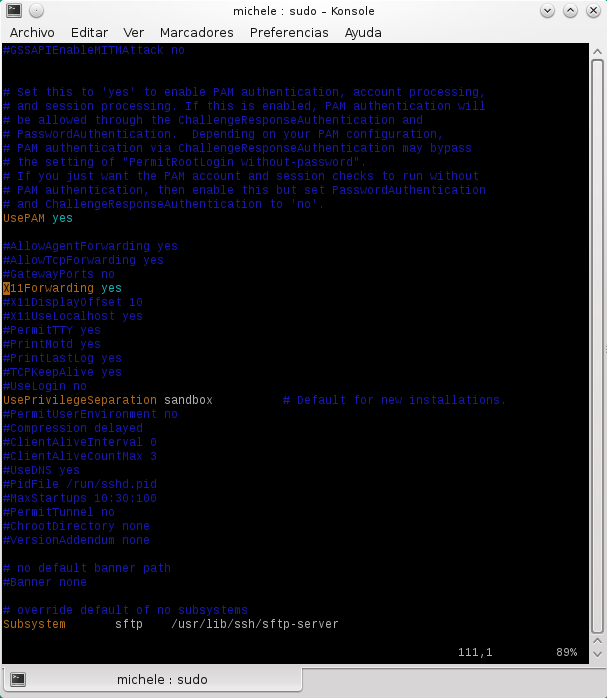 michele : sudo – Konsole
Archivo Editar Ver Marcadores Preferencias Ayuda
#GSSAPIEnableMITMAttack no
# Set this to 'yes' to enable PAM authentication, account processing,
# and session processing. If this is enabled, PAM authentication will
# be allowed through the ChallengeResponseAuthentication and
# PasswordAuthentication.  Depending on your PAM configuration,
# PAM authentication via ChallengeResponseAuthentication may bypass
# the setting of "PermitRootLogin without-password".
# If you just want the PAM account and session checks to run without
# PAM authentication, then enable this but set PasswordAuthentication
# and ChallengeResponseAuthentication to 'no'.
UsePAM yes
#AllowAgentForwarding yes
#AllowTcpForwarding yes
#GatewayPorts no
X11Forwarding yes
#X11DisplayOffset 10
#X11UseLocalhost yes
#PermitTTY yes
#PrintMotd yes
#PrintLastLog yes
#TCPKeepAlive yes
#UseLogin no
UsePrivilegeSeparation sandbox          # Default for new installations.
#PermitUserEnvironment no
#Compression delayed
#ClientAliveInterval 0
#ClientAliveCountMax 3
#UseDNS yes
#PidFile /run/sshd.pid
#MaxStartups 10:30:100
#PermitTunnel no
#ChrootDirectory none
#VersionAddendum none
# no default banner path
#Banner none
# override default of no subsystems
Subsystem       sftp    /usr/lib/ssh/sftp-server
111,1         89%
michele : sudo